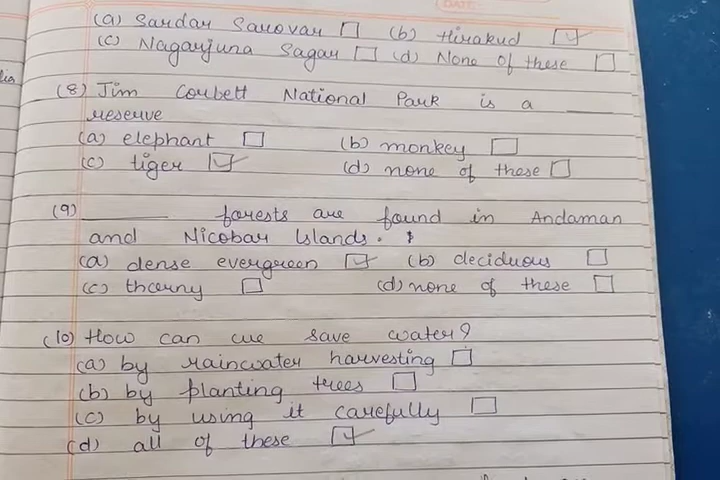 DATE
(a) Sardar Sarovar (b) Hirakud
(c) Nagarjuna Sagar (d) None of these
(8) Jim Corbett National Park is a ______
reserve
(a) elephant (b) monkey
(c) tiger (d) none of these
(9) ________ forests are found in Andaman
and Nicobar Islands.
(a) dense evergreen (b) deciduous
(c) thorny (d) none of these
(10) How can we save water?
(a) by rainwater harvesting
(b) by planting trees
(c) by using it carefully
(d) all of these